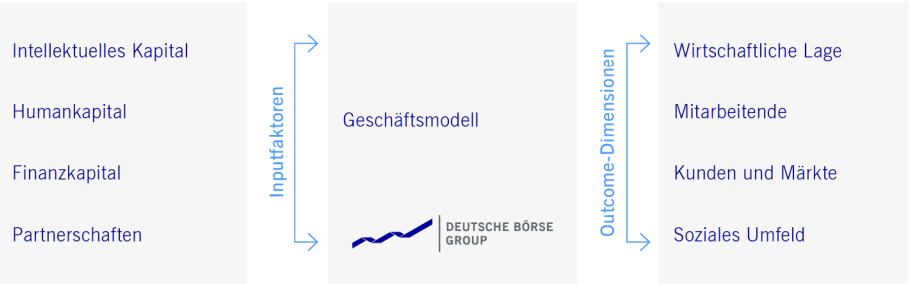 Intellektuelles Kapital
Humankapital
Finanzkapital
Partnerschaften
Inputfaktoren
Geschäftsmodell
DEUTSCHE BÖRSE
GROUP
Outcome-Dimensionen
Wirtschaftliche Lage
Mitarbeitende
Kunden und Märkte
Soziales Umfeld